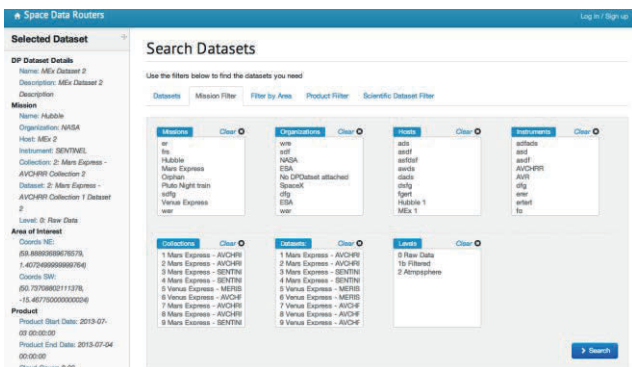 Space Data Routers
Log in / Sign up
Selected Dataset
DP Dataset Details
Name: MEx Dataset 2
Description: MEx Dataset 2
Description
Mission
Name: Hubble
Organization: NASA
Host: MEx 2
Instrument: SENTINEL
Collection: 2: Mars Express -
AVCHRR Collection 2
Dataset: 2: Mars Express -
AVCHRR Collection 1 Dataset
2
Level: 0: Raw Data
Area of Interest
Coords NE:
Coords SW:
(50.73708802111378,
-15.467750000000024)
Product
Product Start Date: 2013-07-
03 00:00:00
Product End Date: 2013-07-04
00:00:00
Search Datasets
Use the filters below to find the datasets you need
Datasets Mission Filter Filter by Area Product Filter Scientific Dataset Filter
Missions Clear
er
fre
Hubble
Mars Express
Orphan
Pluto Night train
sdfg
Venus Express
wer
Organizations Clear
wre
sdf
NASA
ESA
No DPDatset attached
SpaceX
dfg
ESA
wer
Hosts Clear
ads
asdf
asfdsf
awds
dads
dsfg
fgert
Hubble 1
MEx 1
Instruments Clear
adfads
asd
asdf
AVCHRR
AVR
dfg
erer
ertert
fo
Collections Clear
1 Mars Express - AVCHRI
2 Mars Express - AVCHRI
3 Mars Express - SENTINI
4 Mars Express - SENTINI
5 Venus Express - MERIS
6 Venus Express - AVCHF
7 Mars Express - AVCHRI
8 Mars Express - AVCHRI
9 Mars Express - SENTINI
Datasets: Clear
1 Mars Express - AVCHRI
2 Mars Express - AVCHRI
3 Mars Express - SENTINI
4 Mars Express - SENTINI
5 Venus Express - MERIS
6 Venus Express - MERIS
7 Venus Express - AVCHF
8 Venus Express - AVCHF
9 Venus Express - AVCHF
Levels Clear
0 Raw Data
1b Filtered
2 Atmpsphere
Search